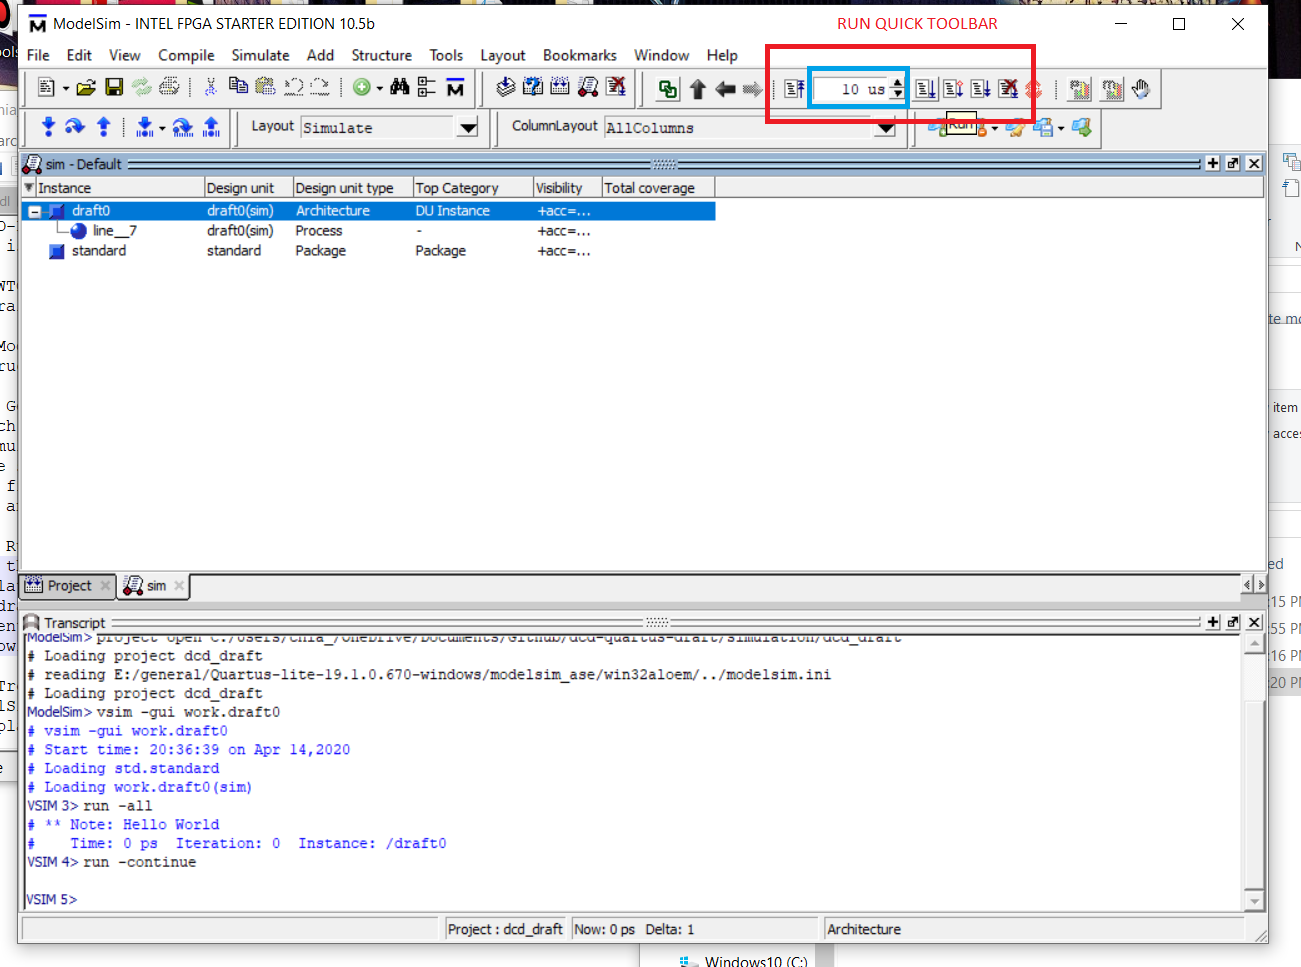 ModelSim - INTEL FPGA STARTER EDITION 10.5b
RUN QUICK TOOLBAR
File Edit View Compile Simulate Add Structure Tools Layout Bookmarks Window Help
10 us
Layout Simulate ColumnLayout AllColumns
Run
sim - Default
Instance Design unit Design unit type Top Category Visibility Total coverage
draft0 draft0(sim) Architecture DU Instance +acc=...
line__7 draft0(sim) Process - +acc=...
standard standard Package Package +acc=...
Project sim
Transcript
ModelSim> project open C:/Users/chia_/OneDrive/Documents/Github/dcd-quartus-draft/simulation/dcd_draft
# Loading project dcd_draft
# reading E:/general/Quartus-lite-19.1.0.670-windows/modelsim_ase/win32aloem/../modelsim.ini
# Loading project dcd_draft
ModelSim> vsim -gui work.draft0
# vsim -gui work.draft0
# Start time: 20:36:39 on Apr 14,2020
# Loading std.standard
# Loading work.draft0(sim)
VSIM 3> run -all
# ** Note: Hello World
# Time: 0 ps Iteration: 0 Instance: /draft0
VSIM 4> run -continue
VSIM 5>
Project : dcd_draft Now: 0 ps Delta: 1 Architecture
item
Windows10 (C:)